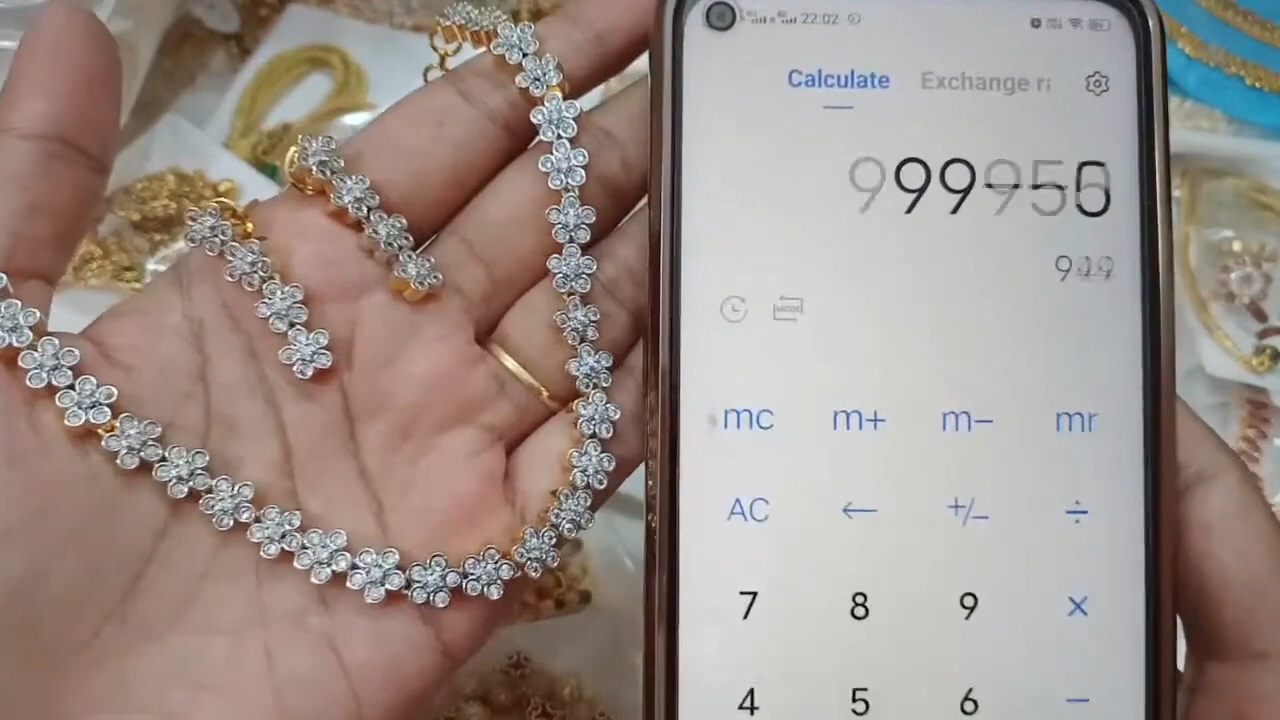 22:02
Calculate Exchange r
mc m+ m− mr
AC ← +/− ÷
7 8 9 ×
4 5 6 −